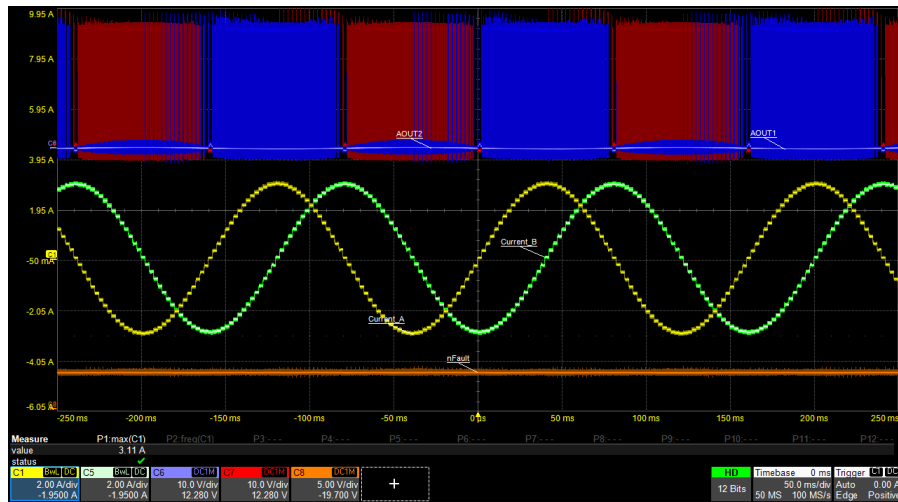 9.95 A
7.95 A
5.95 A
C6
AOUT2
AOUT1
3.95 A
1.95 A
C1
-50 mA
Current_B
-2.05 A
Current_A
nFault
-4.05 A
-6.05 A
-250 ms -200 ms -150 ms -100 ms -50 ms 0 µs 50 ms 100 ms 150 ms 200 ms 250 ms
Measure P1:max(C1) P2:freq(C1) P3:--- P4:--- P5:--- P6:--- P7:--- P8:--- P9:--- P10:--- P11:--- P12:---
value 3.11 A
status
C1 BwL DC C5 BwL DC C6 DC1M C7 DC1M C8 DC1M HD Timebase 0 ms Trigger C1 DC
2.00 A/div 2.00 A/div 10.0 V/div 10.0 V/div 5.00 V/div + 12 Bits 50.0 ms/div Auto 0.00 A
-1.9500 A -1.9500 A 12.280 V 12.280 V -19.700 V 50 MS 100 MS/s Edge Positive